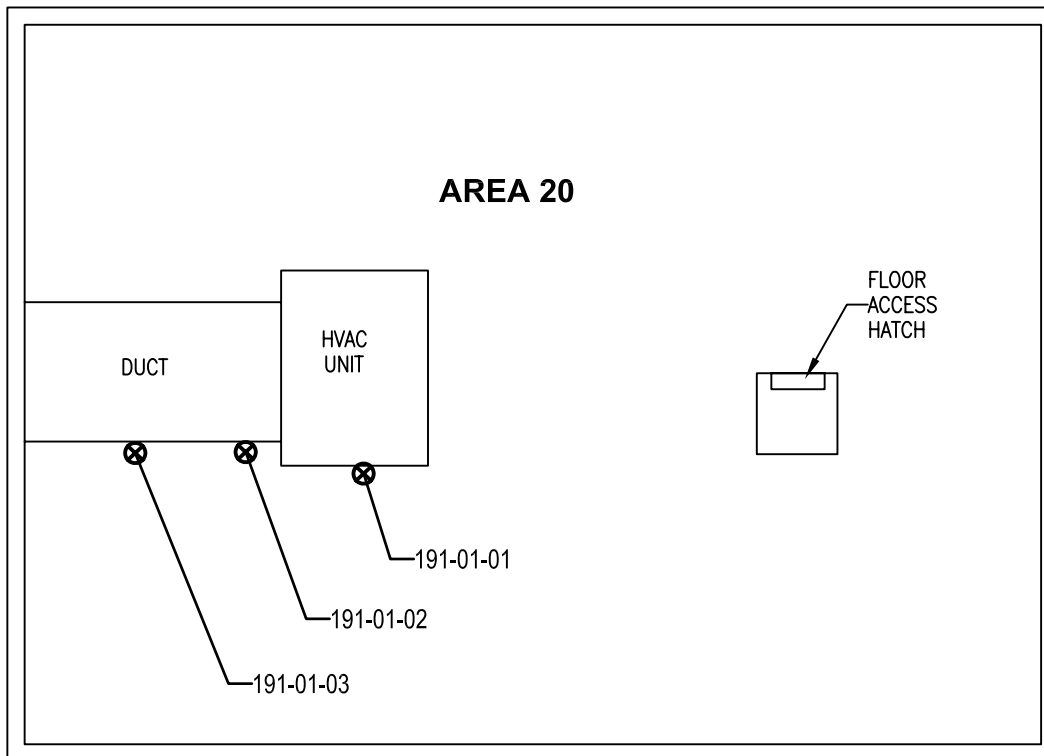 AREA 20
FLOOR
ACCESS
HATCH
HVAC
UNIT
DUCT
191-01-01
191-01-02
191-01-03